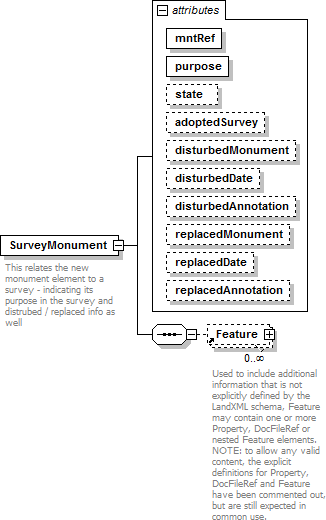 attributes
mntRef
purpose
state
adoptedSurvey
disturbedMonument
disturbedDate
disturbedAnnotation
replacedMonument
replacedDate
replacedAnnotation
SurveyMonument
This relates the new
monument element to a
survey - indicating its
purpose in the survey and
distrubed / replaced info as
well
Feature
0..∞
Used to include additional
information that is not
explicitly defined by the
LandXML schema, Feature
may contain one or more
Property, DocFileRef or
nested Feature elements.
NOTE: to allow any valid
content, the explicit
definitions for Property,
DocFileRef and Feature
have been commented out,
but are still expected in
common use.